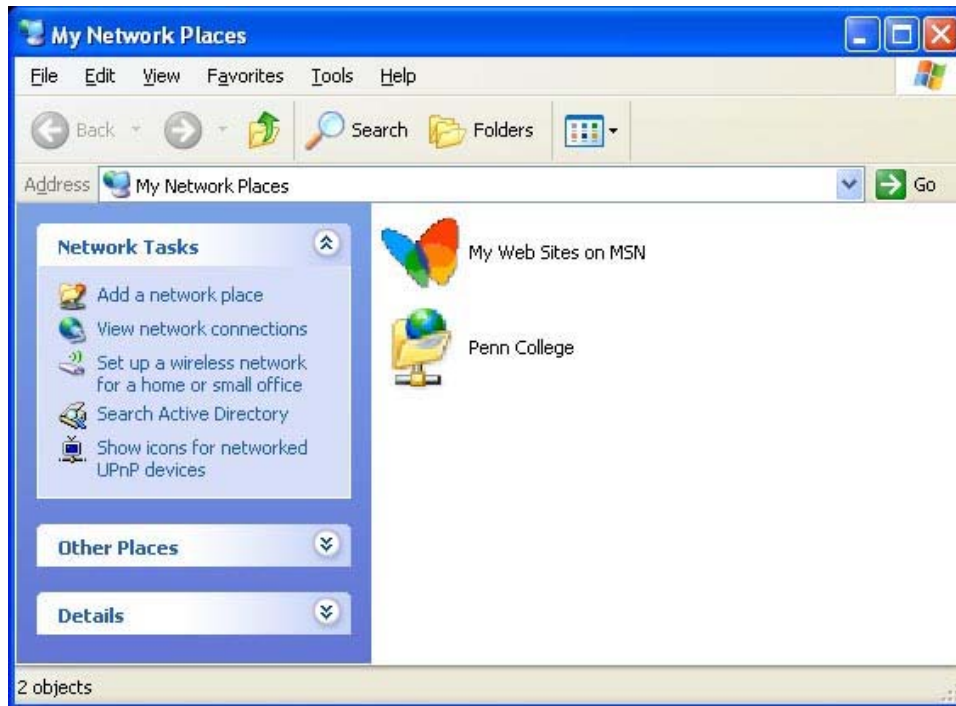 My Network Places
File Edit View Favorites Tools Help
Back Search Folders
Address My Network Places Go
Network Tasks
Add a network place
View network connections
Set up a wireless network
for a home or small office
Search Active Directory
Show icons for networked
UPnP devices
Other Places
Details
My Web Sites on MSN
Penn College
2 objects